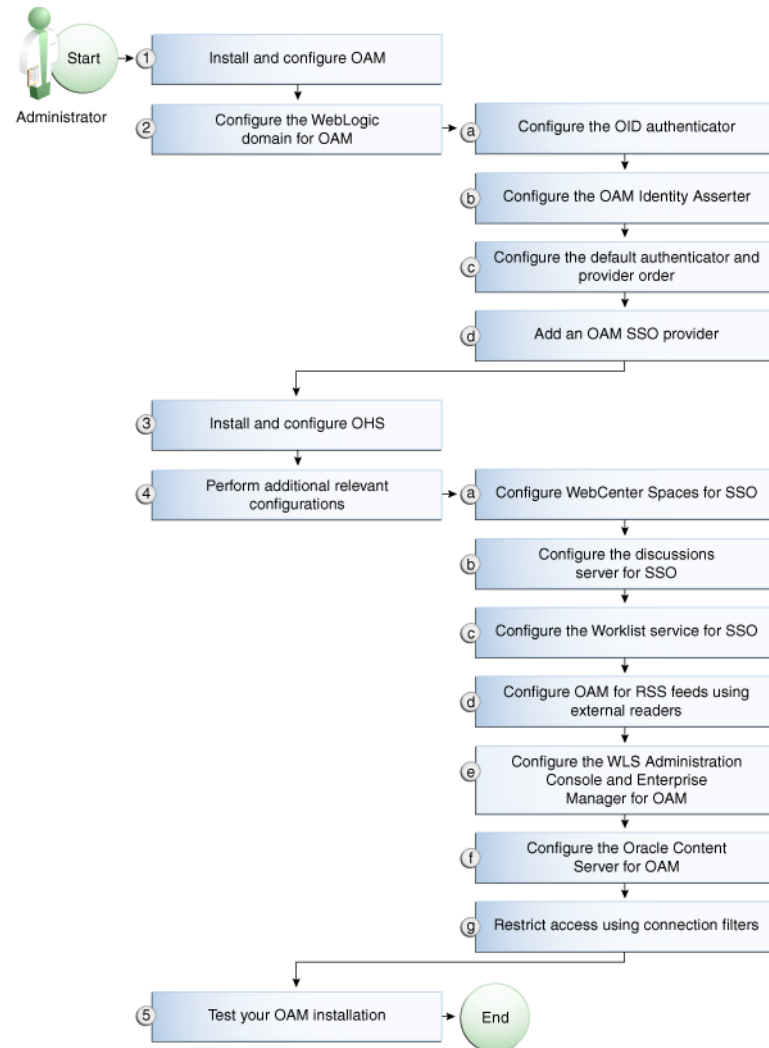 Start
Administrator
1
Install and configure OAM
2
Configure the WebLogic
domain for OAM
a
Configure the OID authenticator
b
Configure the OAM Identity Asserter
c
Configure the default authenticator and
provider order
d
Add an OAM SSO provider
3
Install and configure OHS
4
Perform additional relevant
configurations
a
Configure WebCenter Spaces for SSO
b
Configure the discussions
server for SSO
c
Configure the Worklist service for SSO
d
Configure OAM for RSS feeds using
external readers
e
Configure the WLS Administration
Console and Enterprise
Manager for OAM
f
Configure the Oracle Content
Server for OAM
g
Restrict access using connection filters
5
Test your OAM installation
End